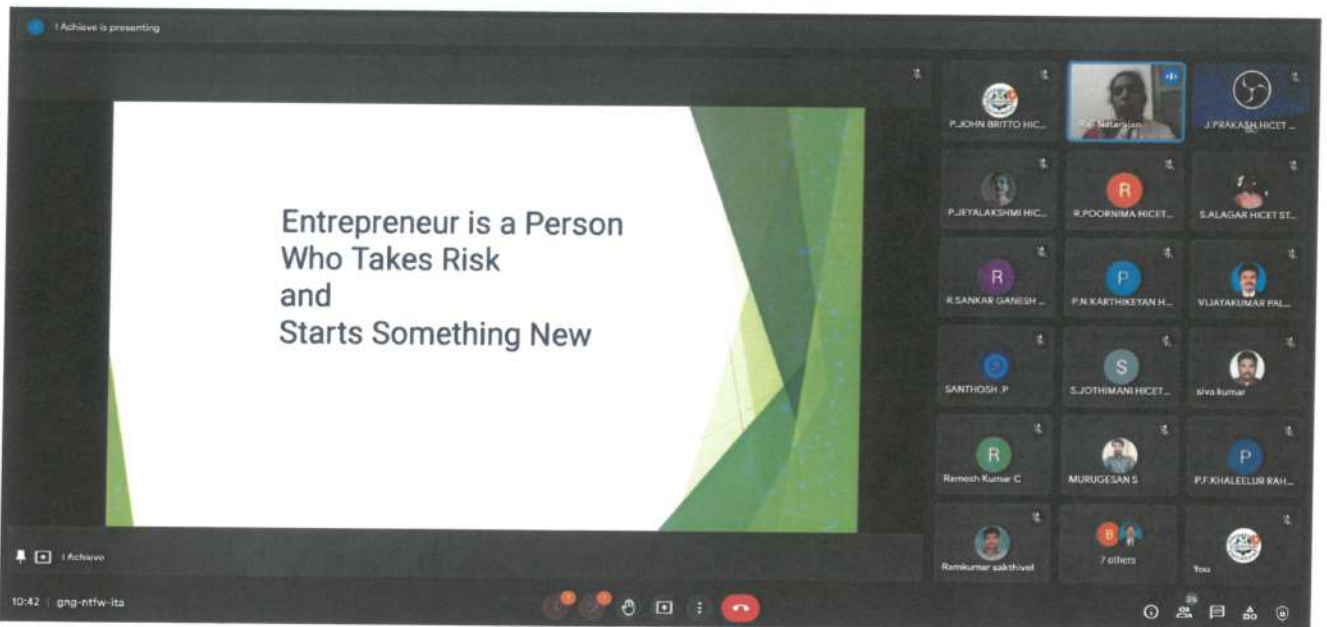 I Achieve is presenting
Entrepreneur is a Person
Who Takes Risk
and
Starts Something New
P.JOHN BRITTO HIC...
Natarajan
J.PRAKASH HICET ...
P.JEYALAKSHMI HIC...
R
R.POORNIMA HICET...
S.ALAGAR HICET ST...
R
R.SANKAR GANESH ...
P
P.N.KARTHIKEYAN H...
VIJAYAKUMAR PAL...
SANTHOSH .P
S
S.JOTHIMANI HICET...
siva kumar
R
Ramesh Kumar C
MURUGESAN S
P
P.F.KHALEELUR RAH...
Ramkumar sakthivel
B
7 others
You
I Achieve
10:42 | gng-ntfw-ita